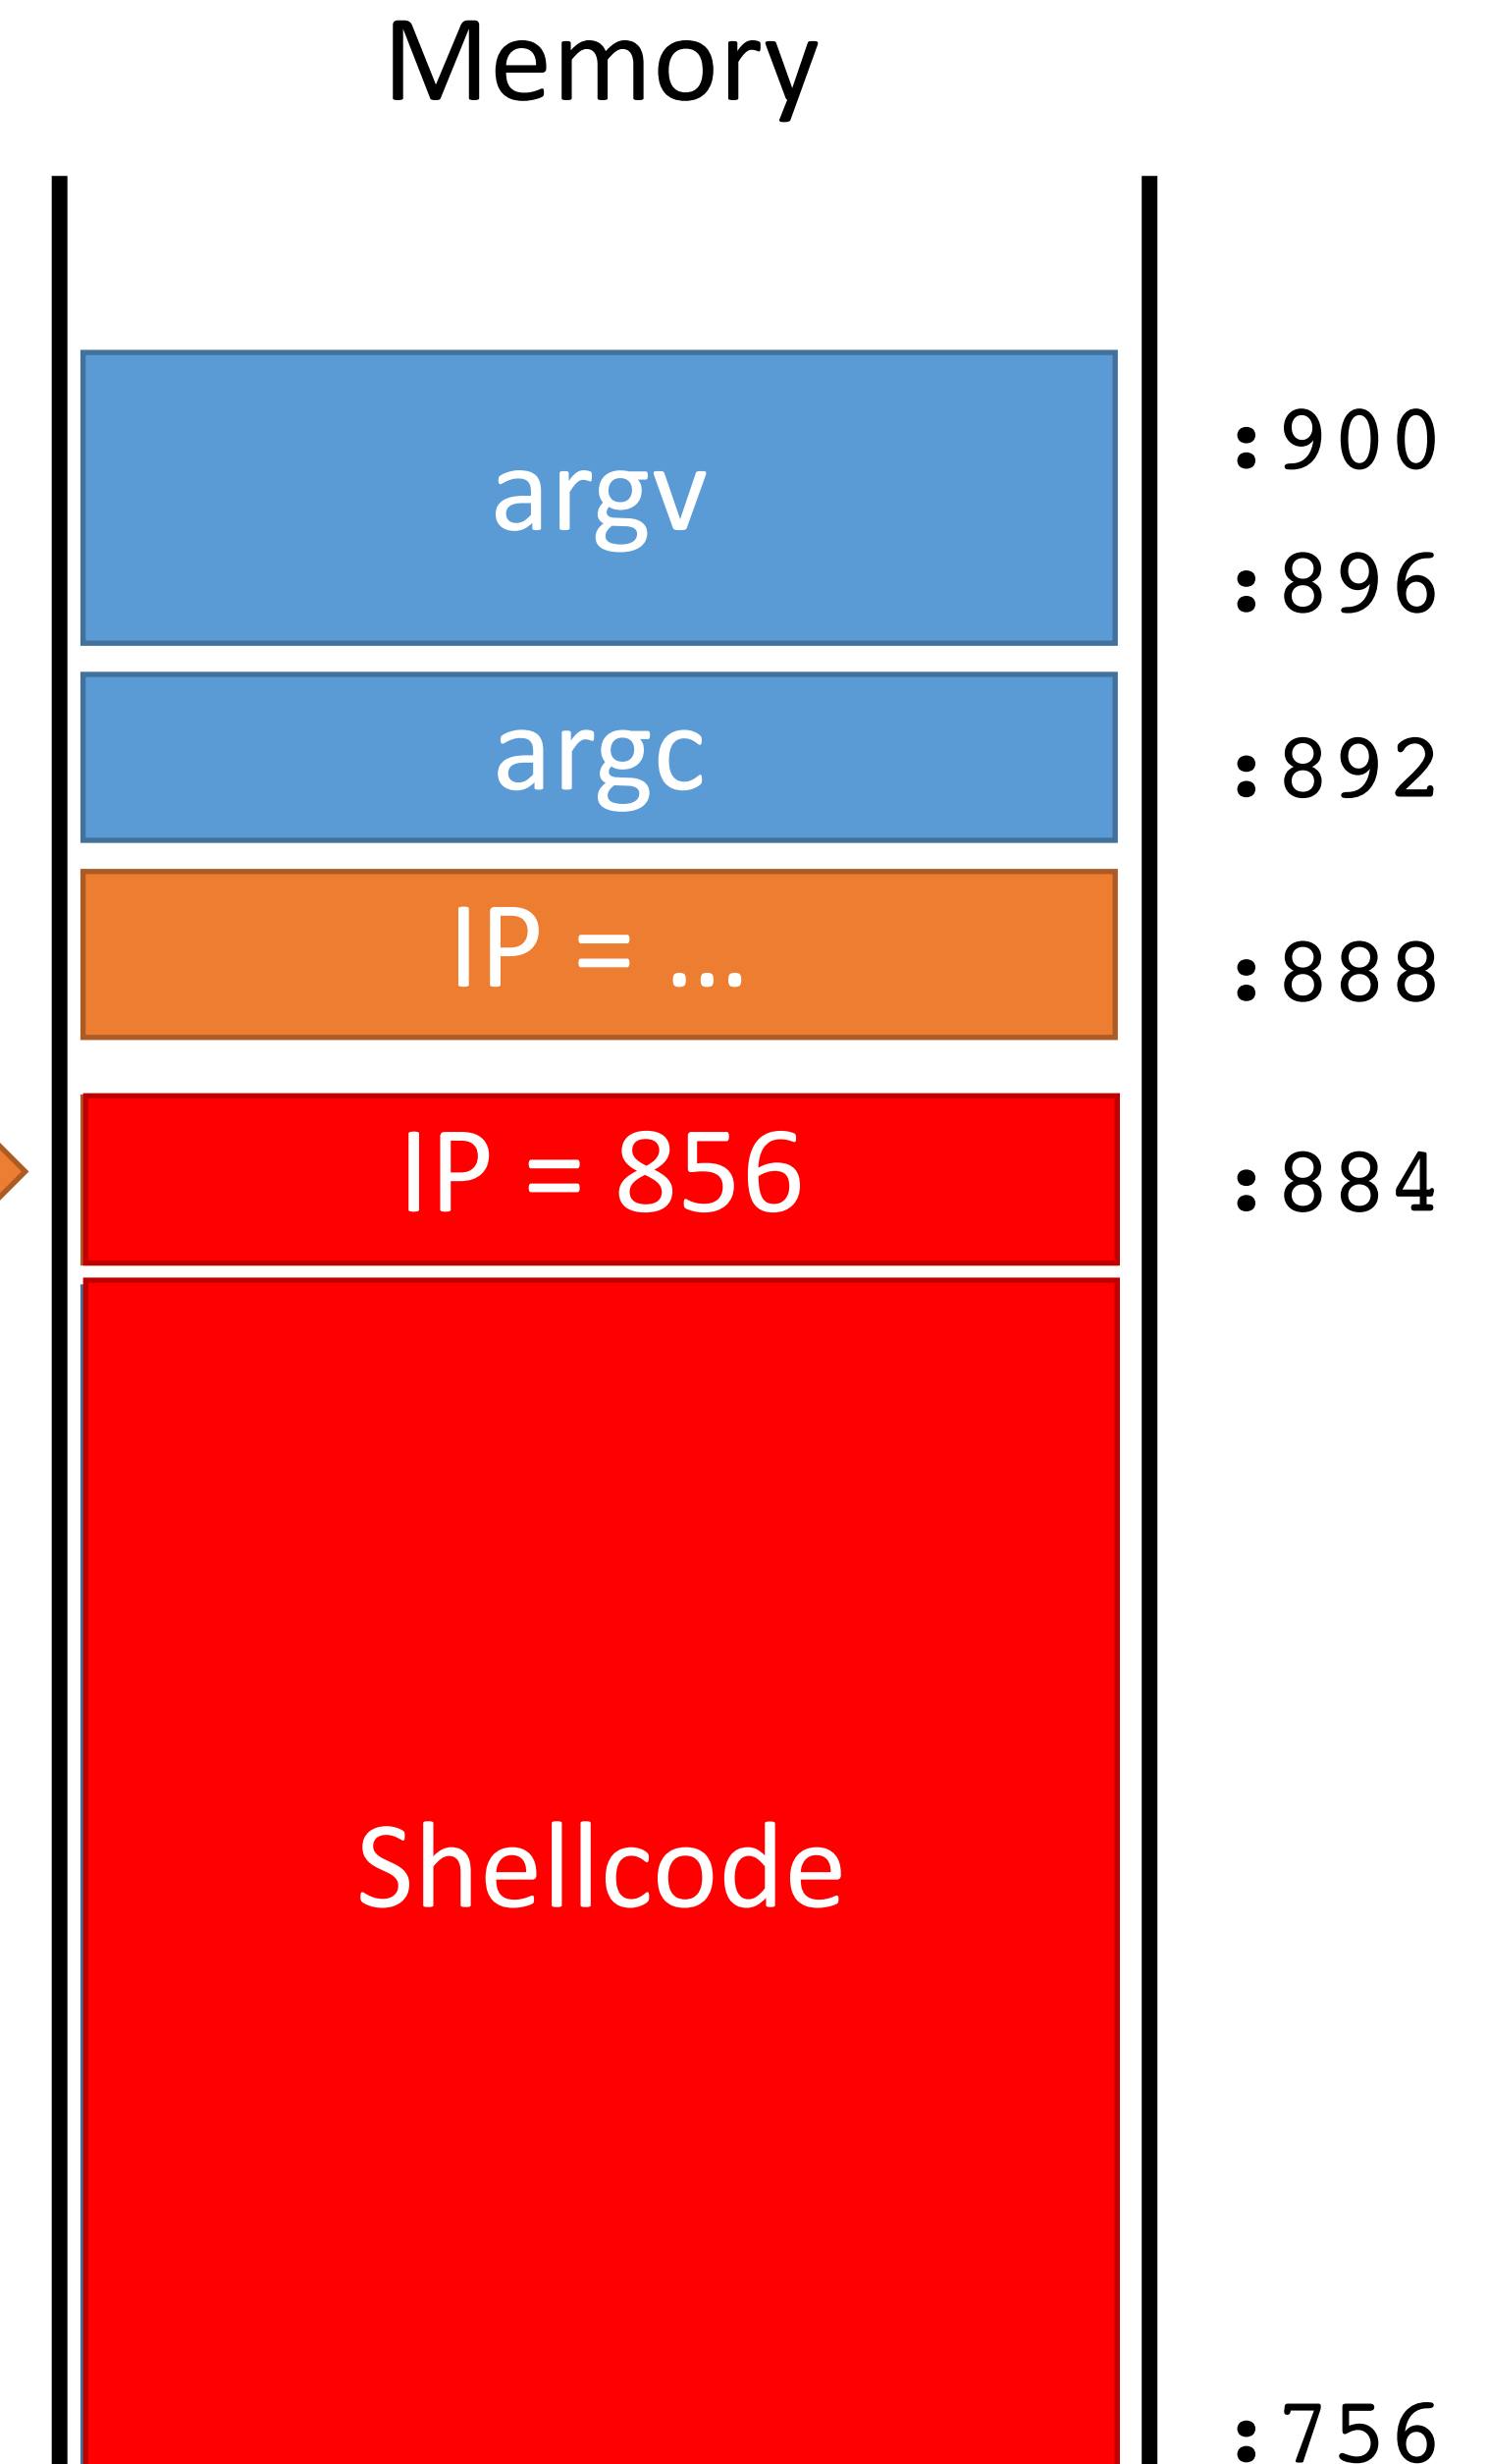 Memory
:900
argv
:896
argc
:892
IP = …
:888
IP = 856
:884
Shellcode
:756